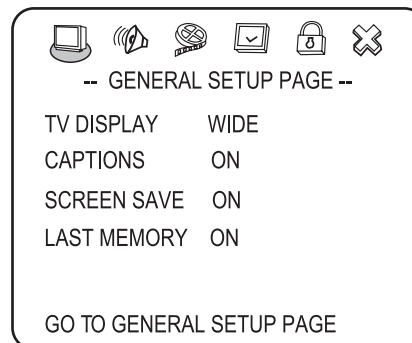 -- GENERAL SETUP PAGE --
TV DISPLAY WIDE
CAPTIONS ON
SCREEN SAVE ON
LAST MEMORY ON
GO TO GENERAL SETUP PAGE